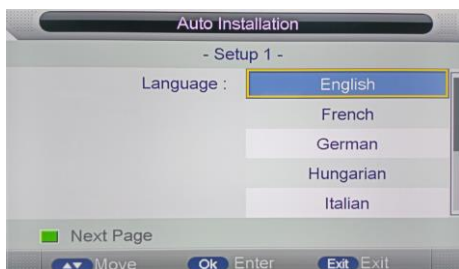 Auto Installation
- Setup 1 -
Language : English
French
German
Hungarian
Italian
Next Page
Move Ok Enter Exit Exit